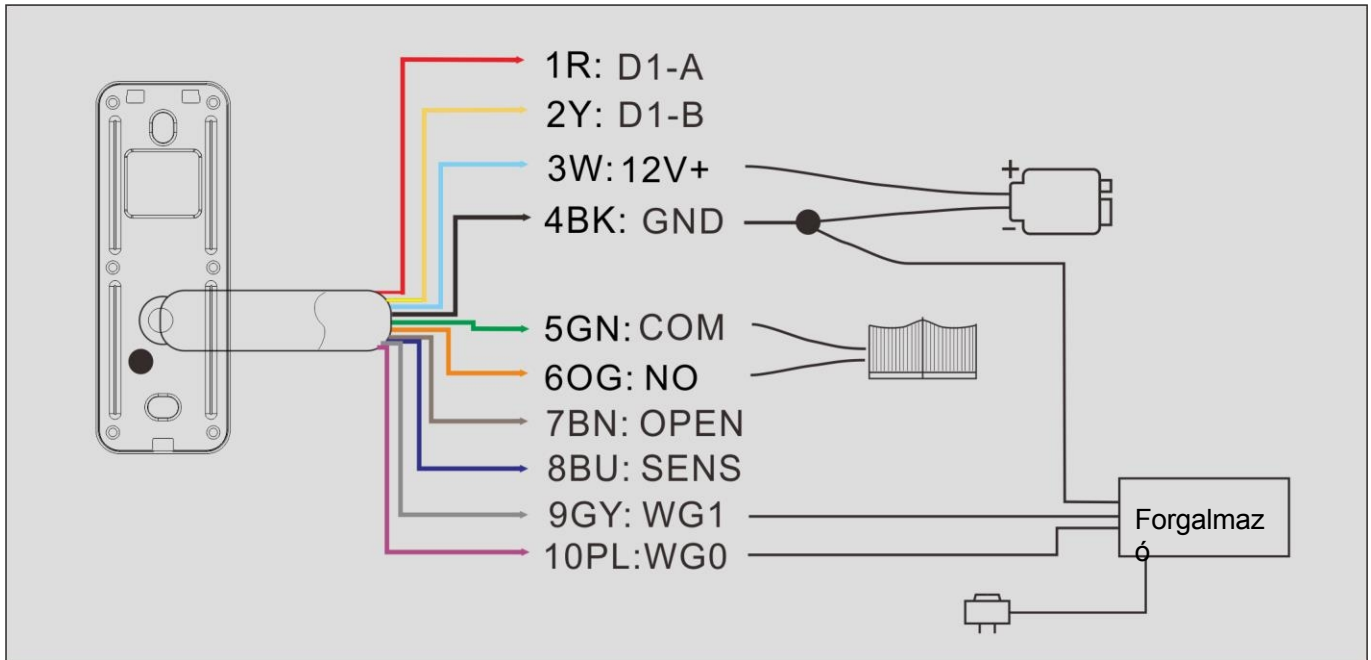 1R: D1-A
2Y: D1-B
3W: 12V+
4BK: GND
+
−
5GN: COM
6OG: NO
7BN: OPEN
8BU: SENS
9GY: WG1
10PL:WG0
Forgalmaz
ó